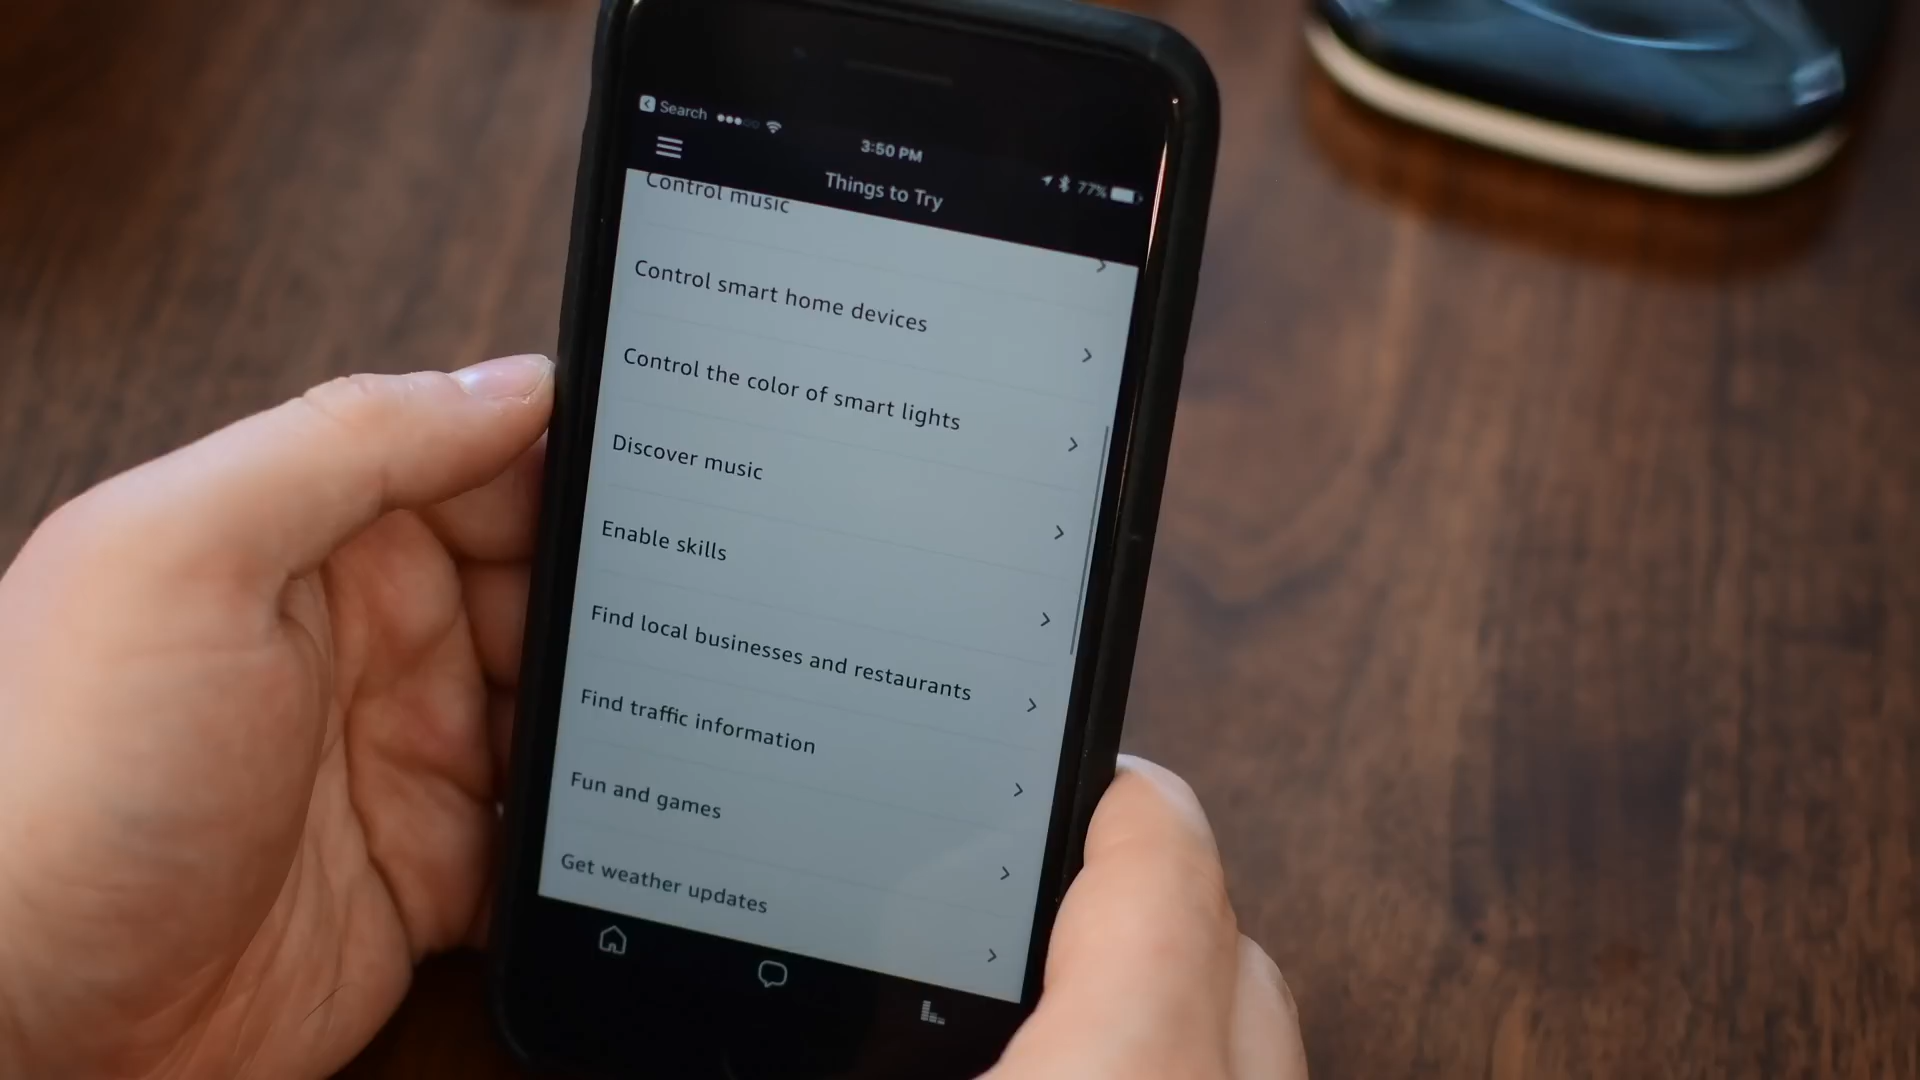 Search
3:50 PM
77%
Things to Try
Control music
Control smart home devices
Control the color of smart lights
Discover music
Enable skills
Find local businesses and restaurants
Find traffic information
Fun and games
Get weather updates